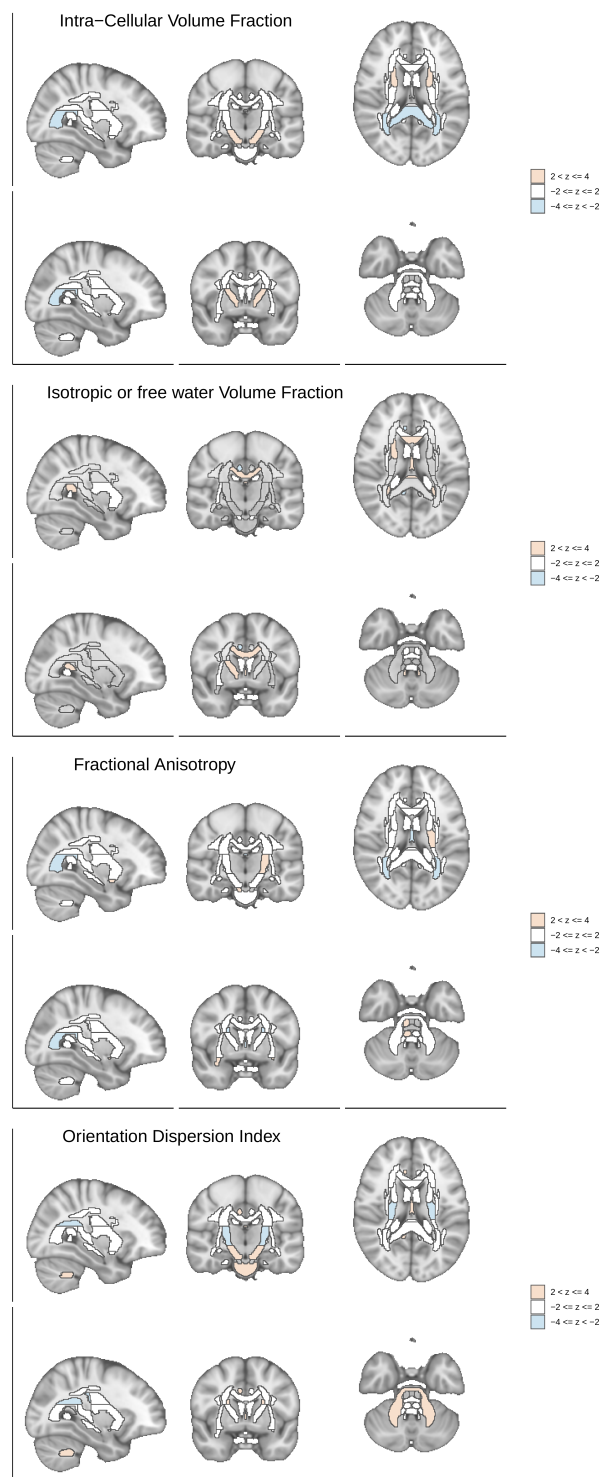 Intra−Cellular Volume Fraction
2 < z <= 4
−2 <= z <= 2
−4 <= z < −2
Isotropic or free water Volume Fraction
2 < z <= 4
−2 <= z <= 2
−4 <= z < −2
Fractional Anisotropy
2 < z <= 4
−2 <= z <= 2
−4 <= z < −2
Orientation Dispersion Index
2 < z <= 4
−2 <= z <= 2
−4 <= z < −2